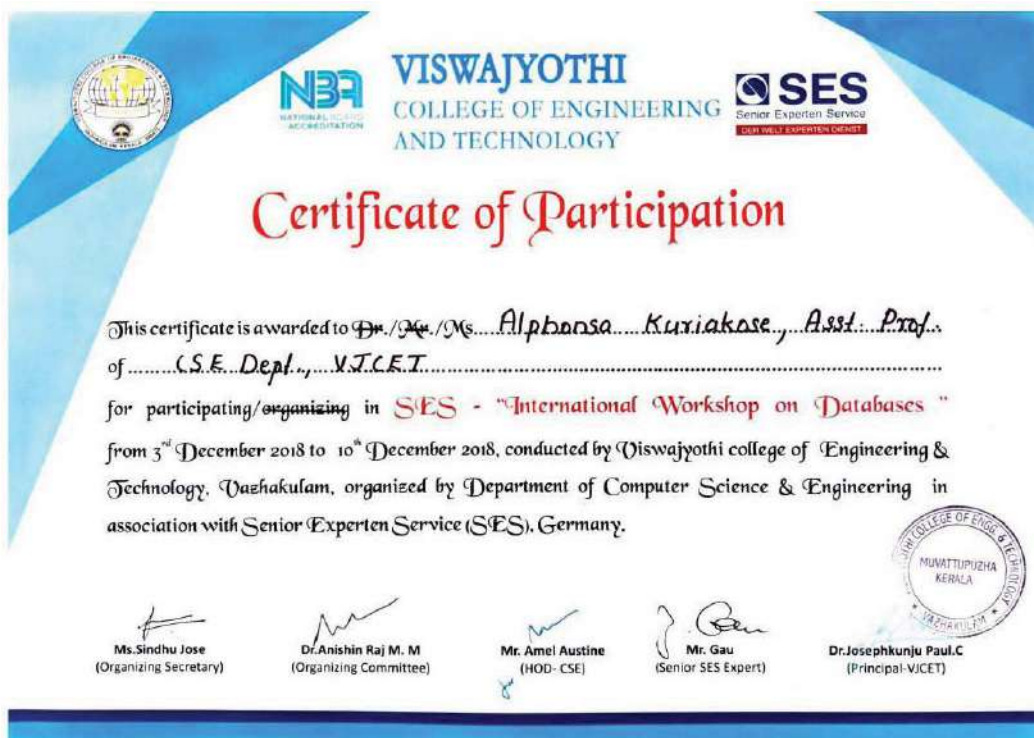 NBA
NATIONAL BOARD
ACCREDITATION
VISWAJYOTHI
COLLEGE OF ENGINEERING
AND TECHNOLOGY
SES
Senior Experten Service
DER WELT EXPERTEN DIENST
Certificate of Participation
This certificate is awarded to Dr./Mr./Ms. Alphonsa Kuriakose, Asst. Prof.
of CSE Dept., VJCET
for participating/organizing in SES - "International Workshop on Databases "
from 3rd December 2018 to 10th December 2018, conducted by Viswajyothi college of Engineering &
Technology, Vazhakulam, organized by Department of Computer Science & Engineering in
association with Senior Experten Service (SES), Germany.
COLLEGE OF ENGG. & TECHNOLOGY
MUVATTUPUZHA
KERALA
* VAZHAKULAM *
Ms.Sindhu Jose
(Organizing Secretary)
Dr.Anishin Raj M. M
(Organizing Committee)
Mr. Amel Austine
(HOD- CSE)
Mr. Gau
(Senior SES Expert)
Dr.Josephkunju Paul.C
(Principal-VJCET)